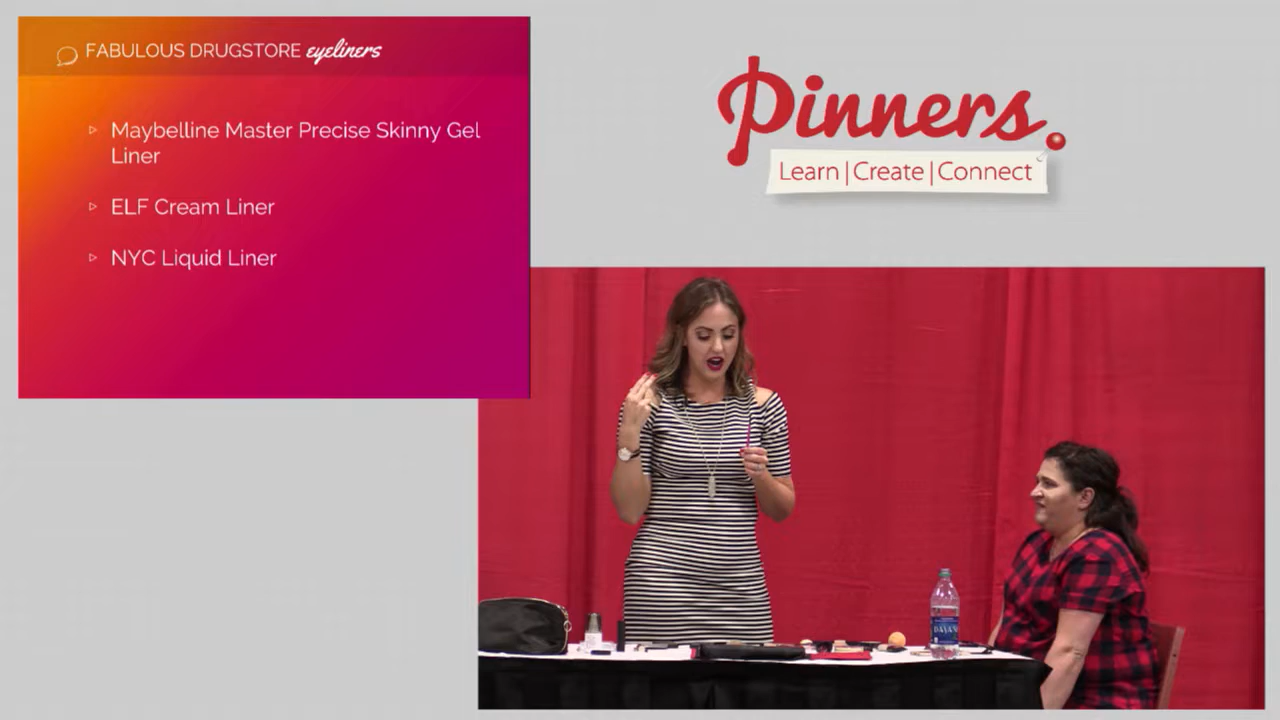 FABULOUS DRUGSTORE eyeliners
Maybelline Master Precise Skinny Gel
Liner
ELF Cream Liner
NYC Liquid Liner
Pinners.
Learn|Create|Connect
DASANI